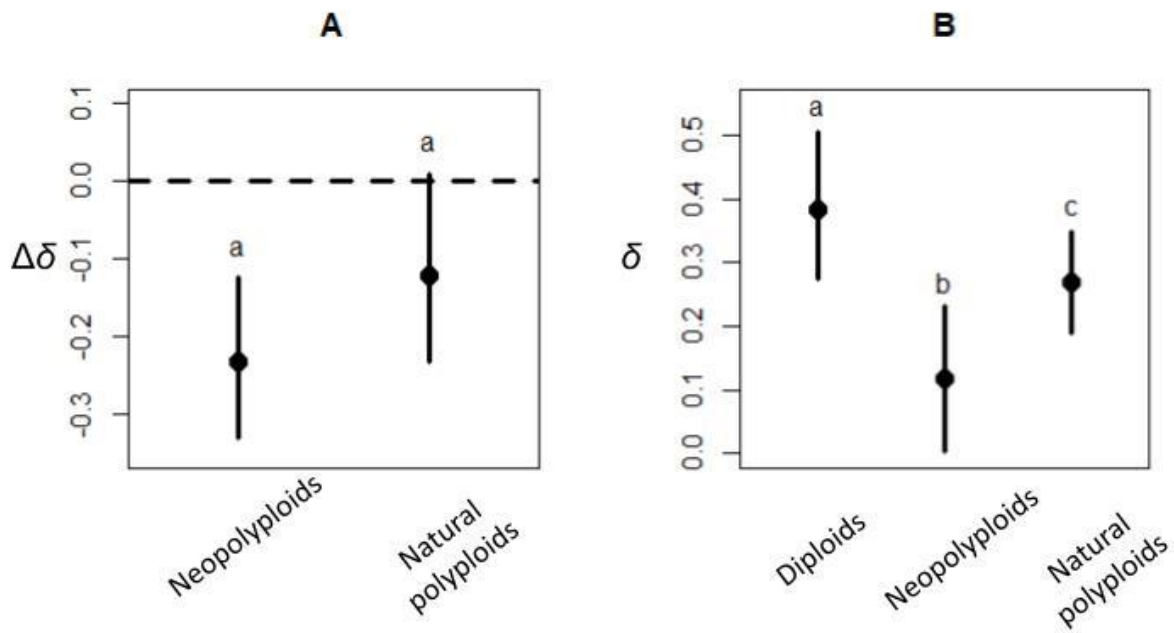 A
Δδ
0.1
0.0
-0.1
-0.2
-0.3
a
a
Neopolyploids
Natural
polyploids
B
δ
0.5
0.4
0.3
0.2
0.1
0.0
a
b
c
Diploids
Neopolyploids
Natural
polyploids